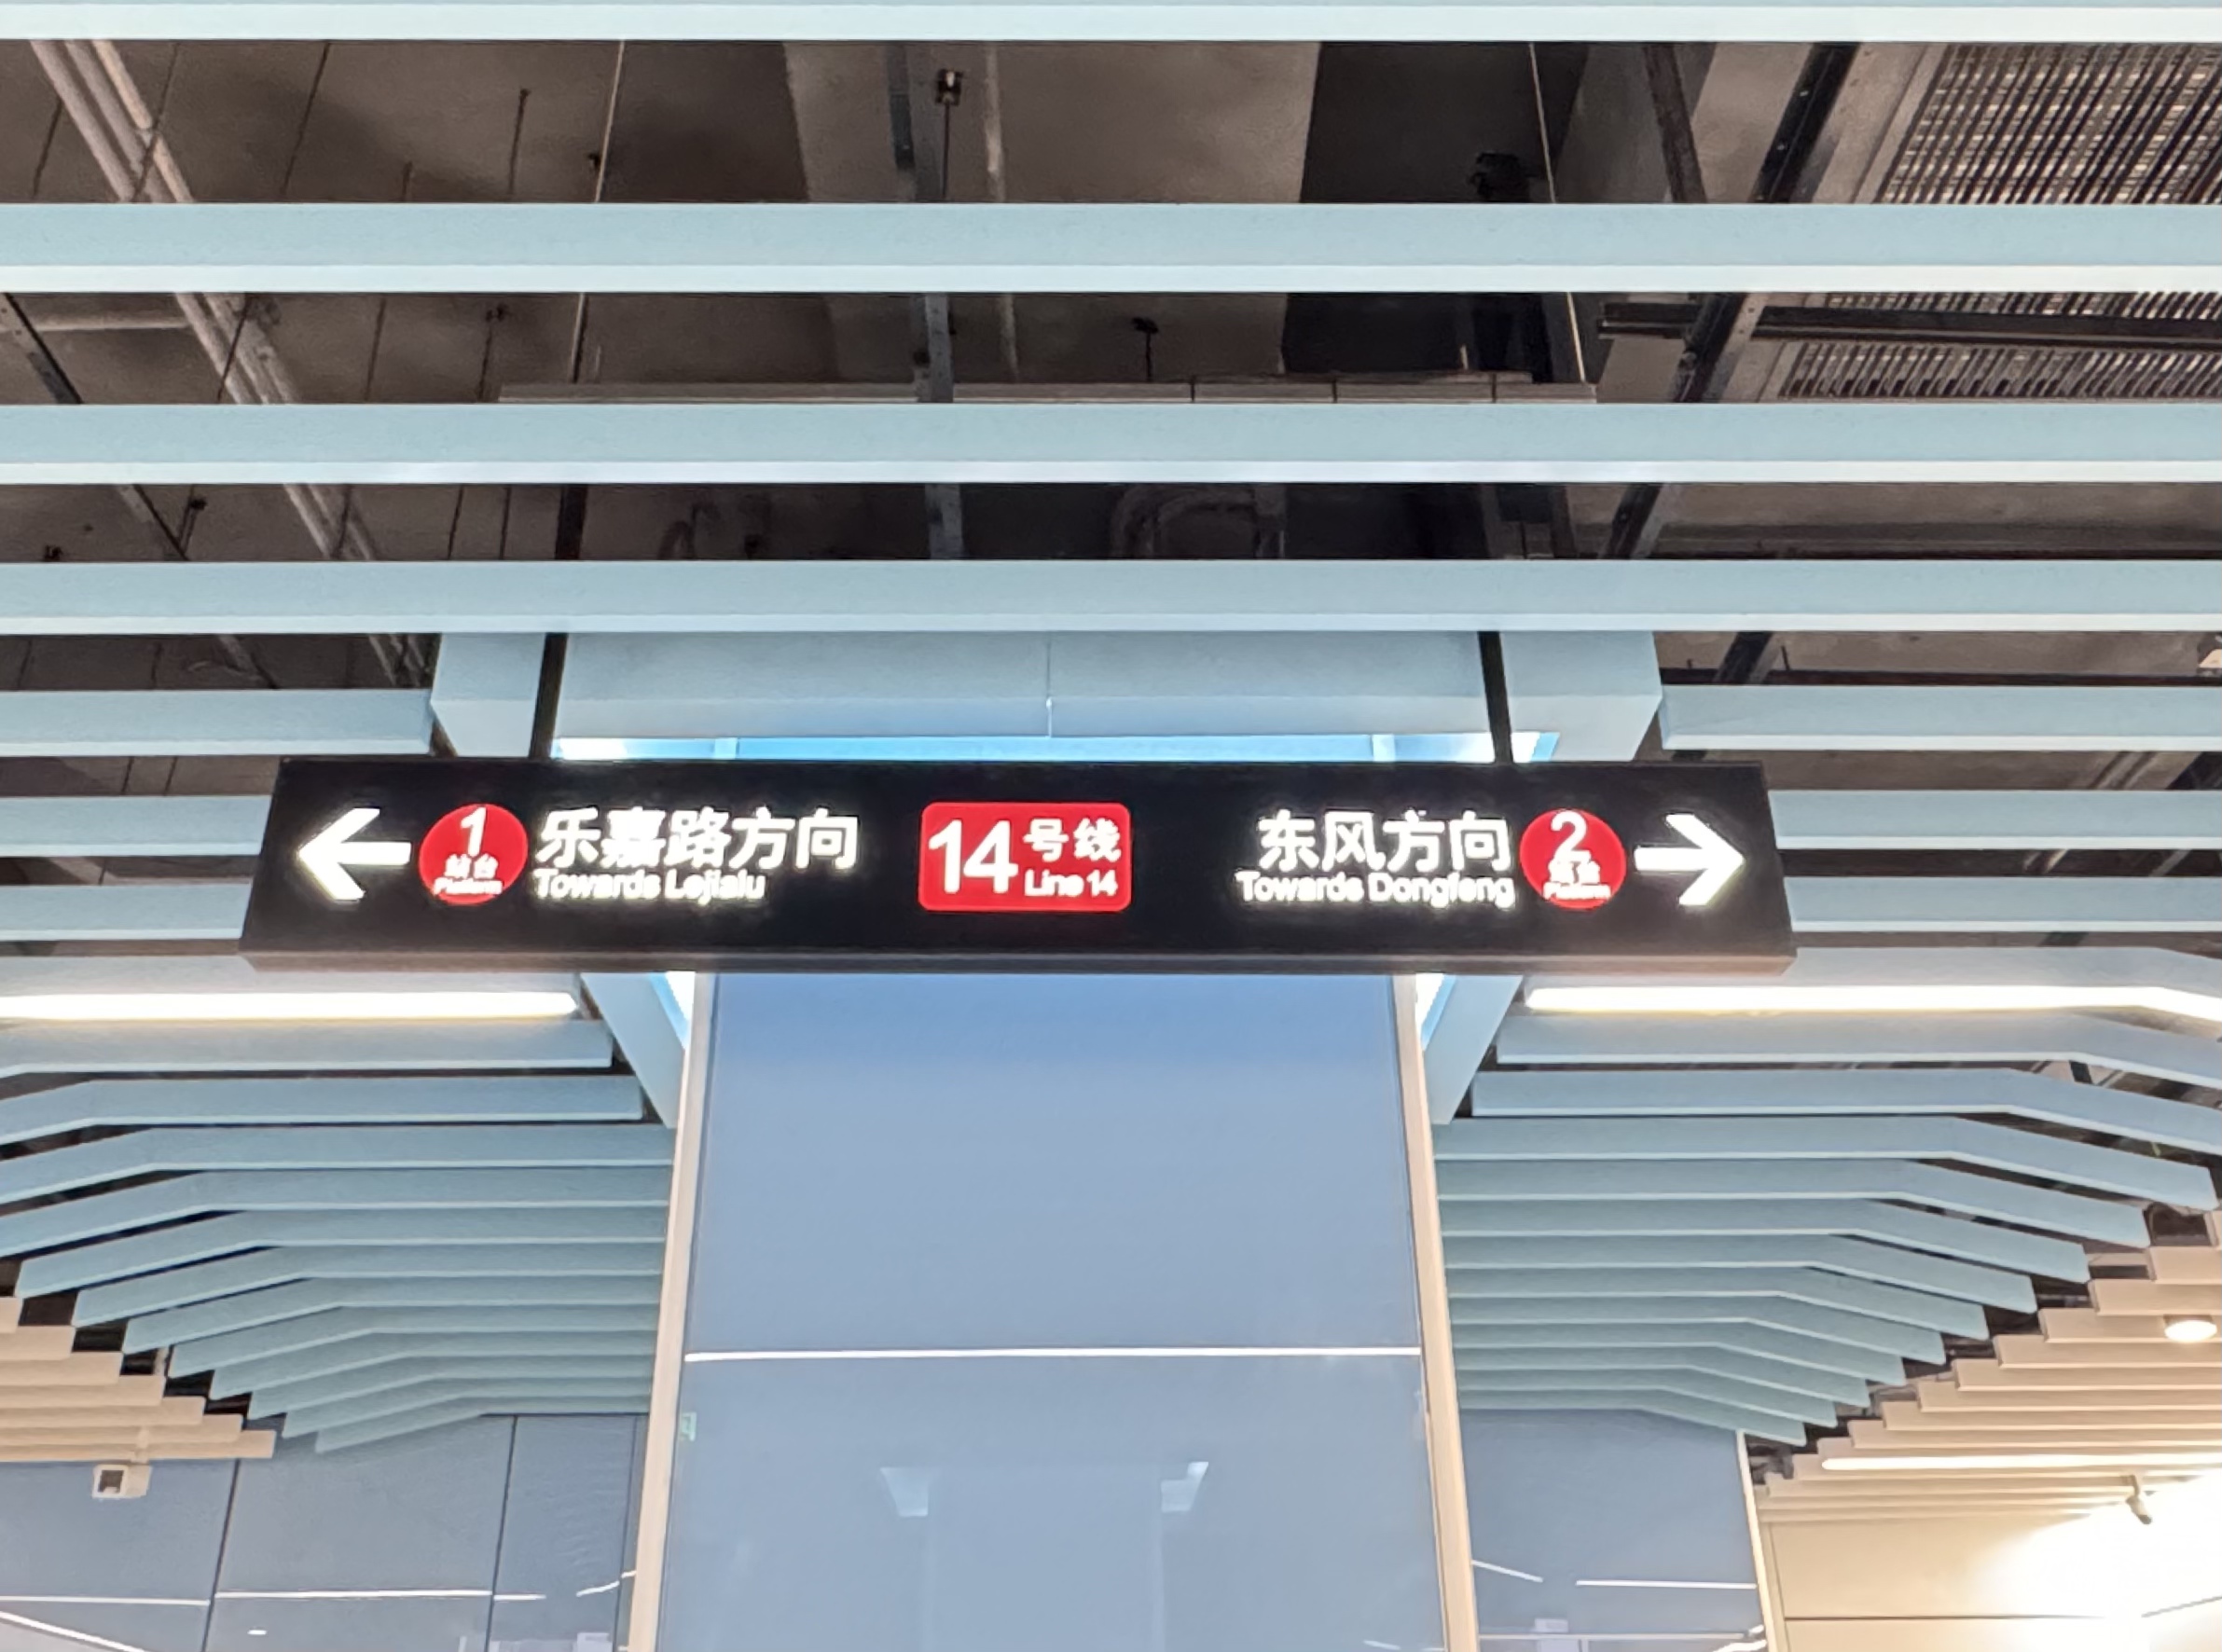 1
站台
Platform
乐嘉路方向
Towards Lejialu
14 号线
Line 14
东风方向
Towards Dongfeng
2
站台
Platform